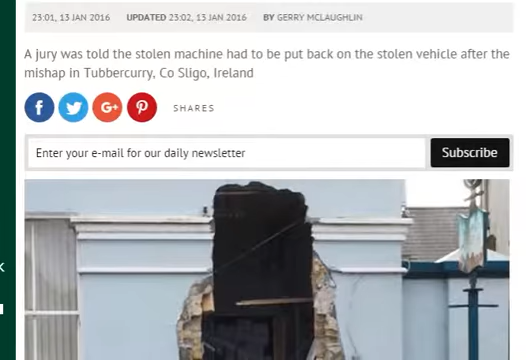 23:01, 13 JAN 2016 UPDATED 23:02, 13 JAN 2016 BY GERRY MCLAUGHLIN
A jury was told the stolen machine had to be put back on the stolen vehicle after the
mishap in Tubbercurry, Co Sligo, Ireland
f G+ SHARES
Enter your e-mail for our daily newsletter Subscribe
K